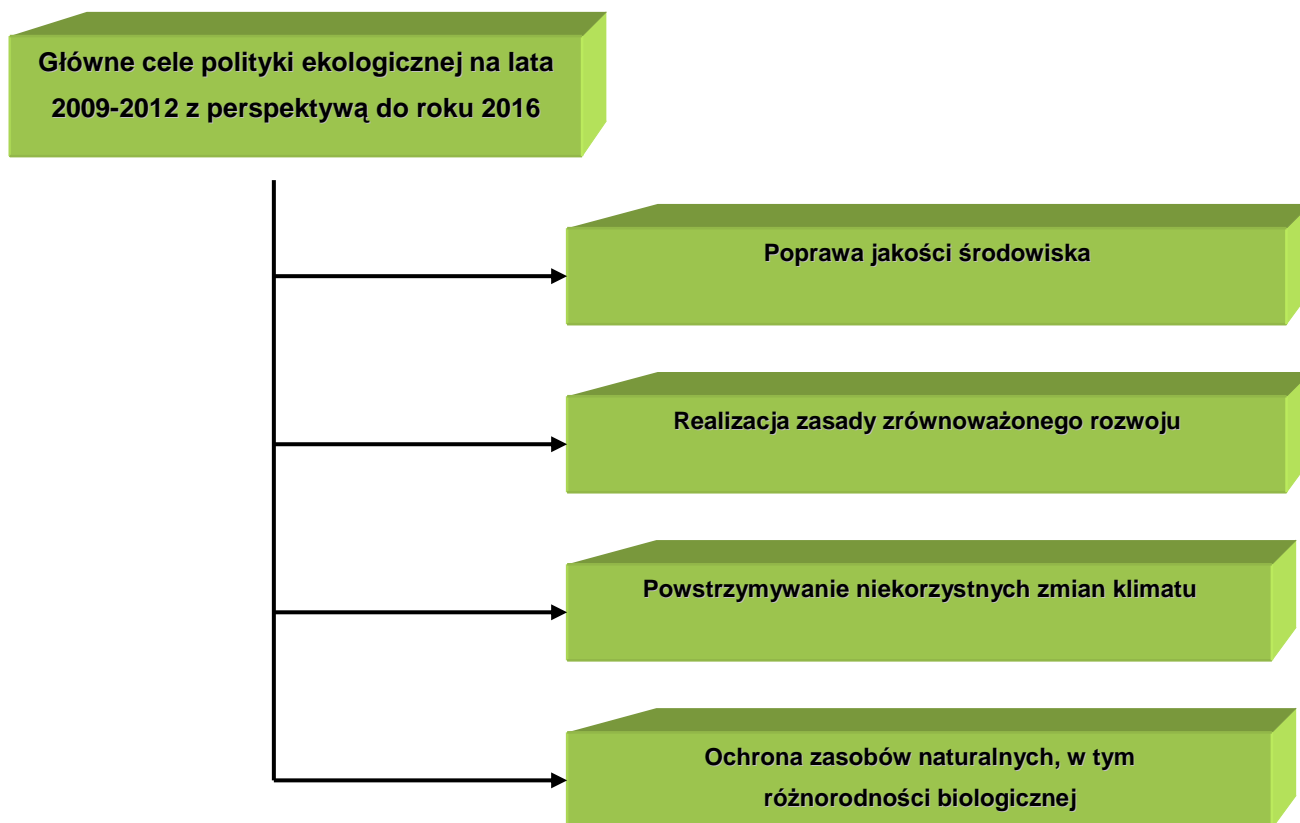 Główne cele polityki ekologicznej na lata
2009-2012 z perspektywą do roku 2016
Poprawa jakości środowiska
Realizacja zasady zrównoważonego rozwoju
Powstrzymywanie niekorzystnych zmian klimatu
Ochrona zasobów naturalnych, w tym
różnorodności biologicznej